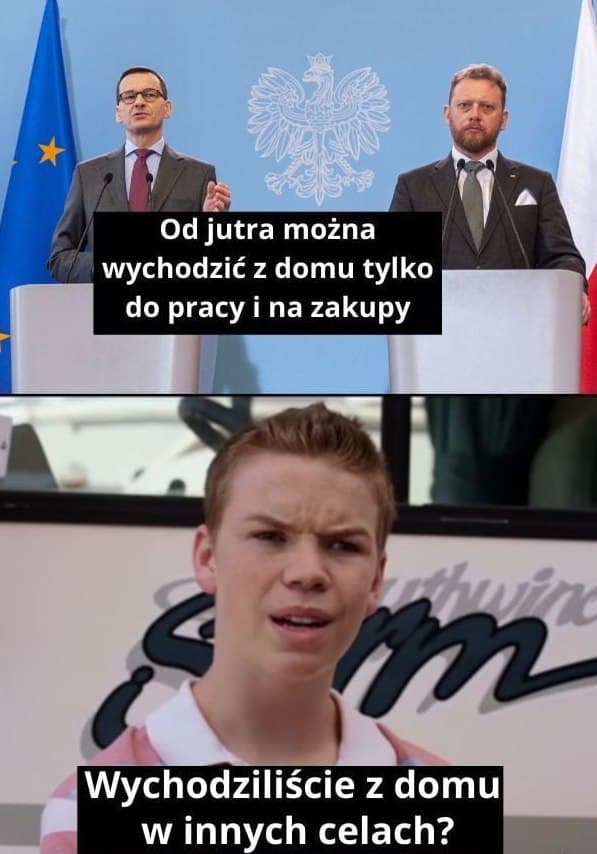 Od jutra można
wychodzić z domu tylko
do pracy i na zakupy
Wychodziliście z domu
w innych celach?